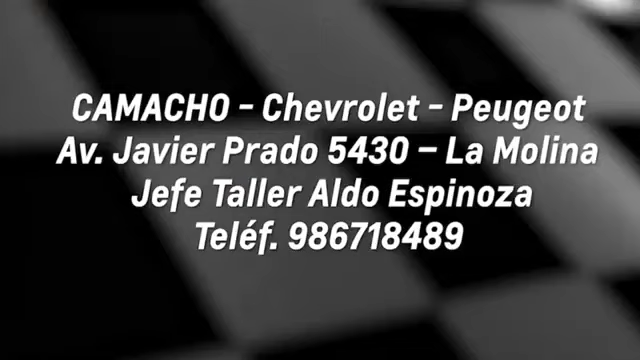 CAMACHO - Chevrolet - Peugeot
Av. Javier Prado 5430 – La Molina
Jefe Taller Aldo Espinoza
Teléf. 986718489